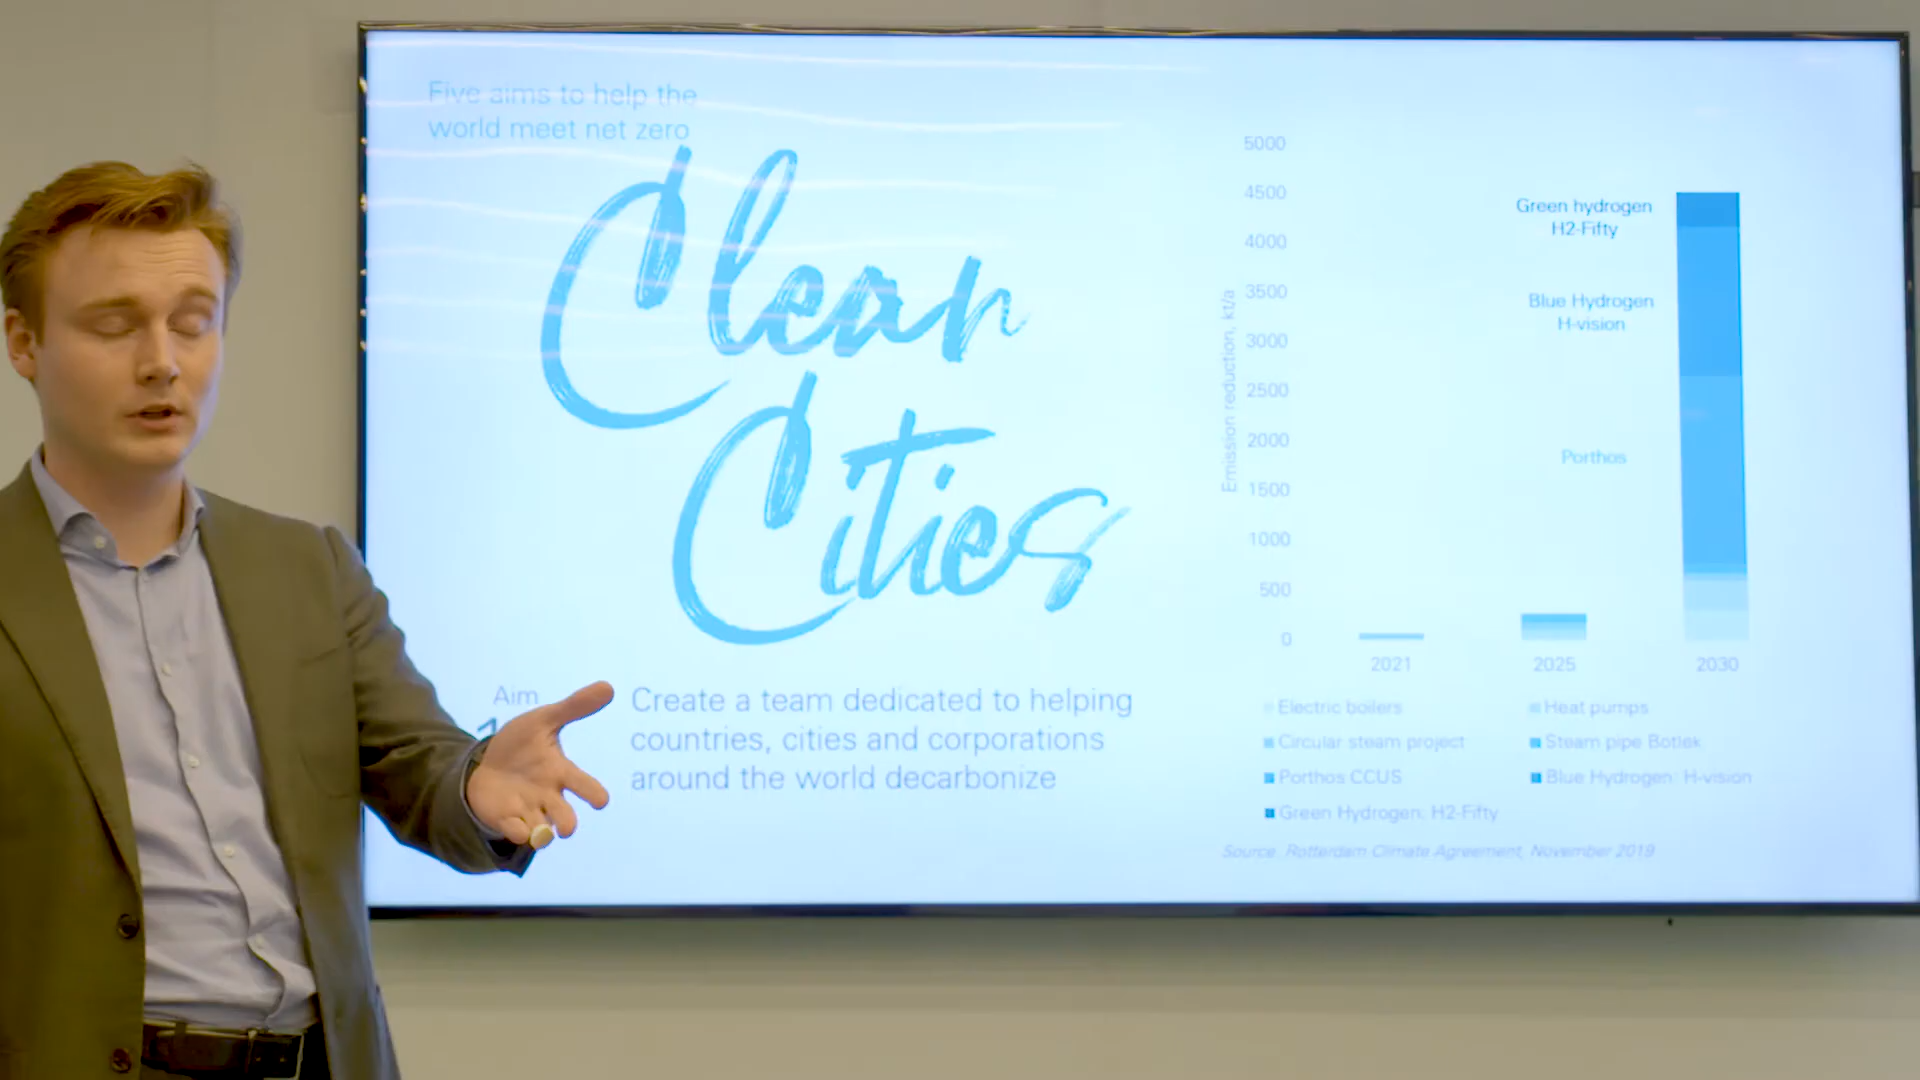 Five aims to help the
world meet net zero
Clean
Cities
Aim
1
Create a team dedicated to helping
countries, cities and corporations
around the world decarbonize
Emission reduction, kt/a
5000
4500
4000
3500
3000
2500
2000
1500
1000
500
0
Green hydrogen
H2-Fifty
Blue Hydrogen
H-vision
Porthos
2021 2025 2030
Electric boilers Heat pumps
Circular steam project Steam pipe Botlek
Porthos CCUS Blue Hydrogen: H-vision
Green Hydrogen: H2-Fifty
Source. Rotterdam Climate Agreement, November 2019